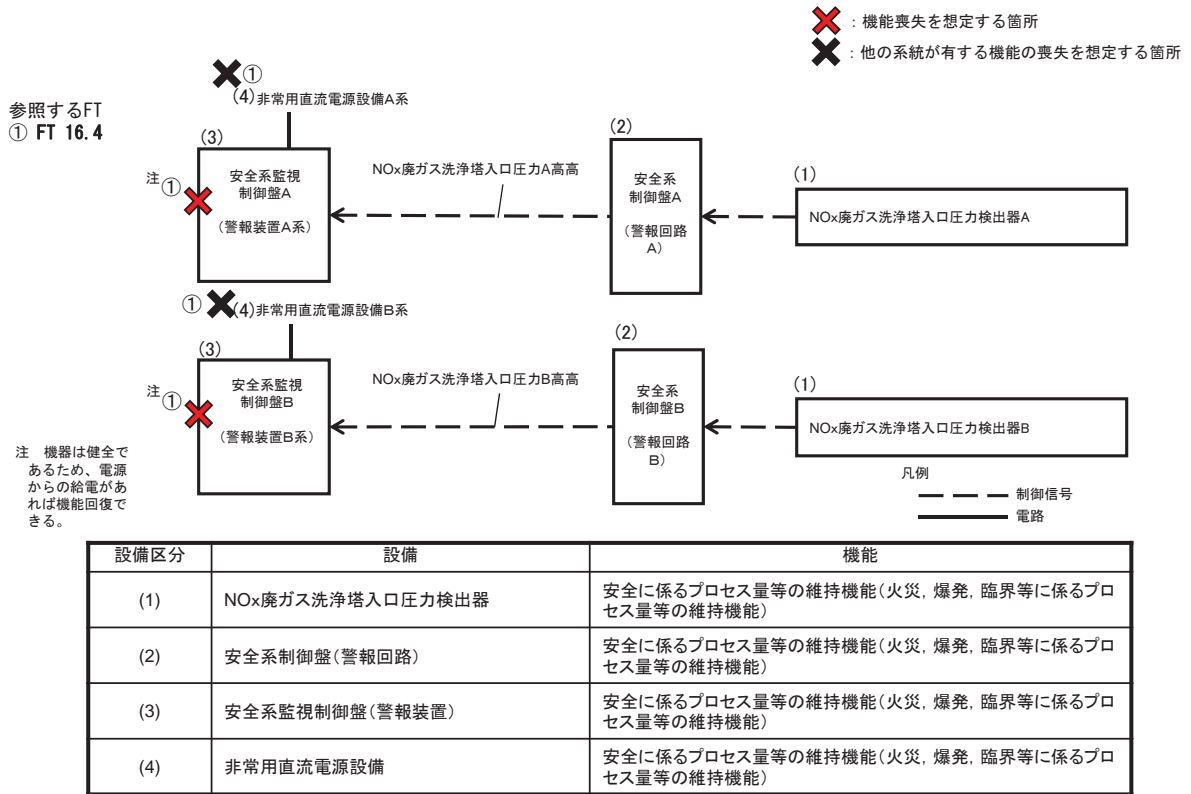 ：機能喪失を想定する箇所
：他の系統が有する機能の喪失を想定する箇所
参照するFT
① FT 16.4
①
(4)非常用直流電源設備A系
(3)
注①
安全系監視
制御盤A
（警報装置A系）
NOx廃ガス洗浄塔入口圧力A高高
(2)
安全系
制御盤A
（警報回路
A）
(1)
NOx廃ガス洗浄塔入口圧力検出器A
①
(4)非常用直流電源設備B系
(3)
注①
安全系監視
制御盤B
（警報装置B系）
NOx廃ガス洗浄塔入口圧力B高高
(2)
安全系
制御盤B
（警報回路
B）
(1)
NOx廃ガス洗浄塔入口圧力検出器B
注　機器は健全で
あるため、電源
からの給電があ
れば機能回復で
きる。
凡例
制御信号
電路
設備区分 設備 機能
(1) NOx廃ガス洗浄塔入口圧力検出器 安全に係るプロセス量等の維持機能（火災，爆発，臨界等に係るプロ
セス量等の維持機能）
(2) 安全系制御盤（警報回路） 安全に係るプロセス量等の維持機能（火災，爆発，臨界等に係るプロ
セス量等の維持機能）
(3) 安全系監視制御盤（警報装置） 安全に係るプロセス量等の維持機能（火災，爆発，臨界等に係るプロ
セス量等の維持機能）
(4) 非常用直流電源設備 安全に係るプロセス量等の維持機能（火災，爆発，臨界等に係るプロ
セス量等の維持機能）